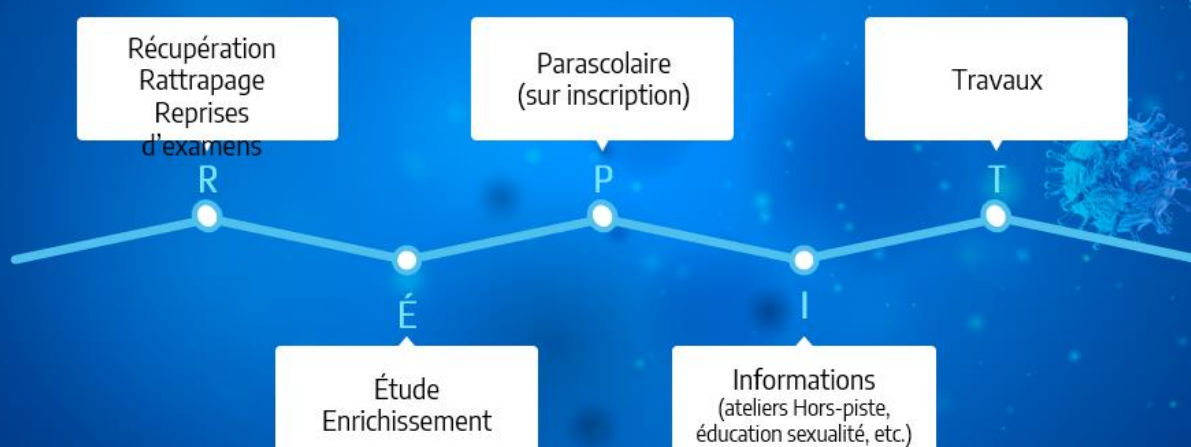 Récupération
Rattrapage
Reprises
d'examens
R
É
Étude
Enrichissement
Parascolaire
(sur inscription)
P
I
Informations
(ateliers Hors-piste,
éducation sexualité, etc.)
Travaux
T